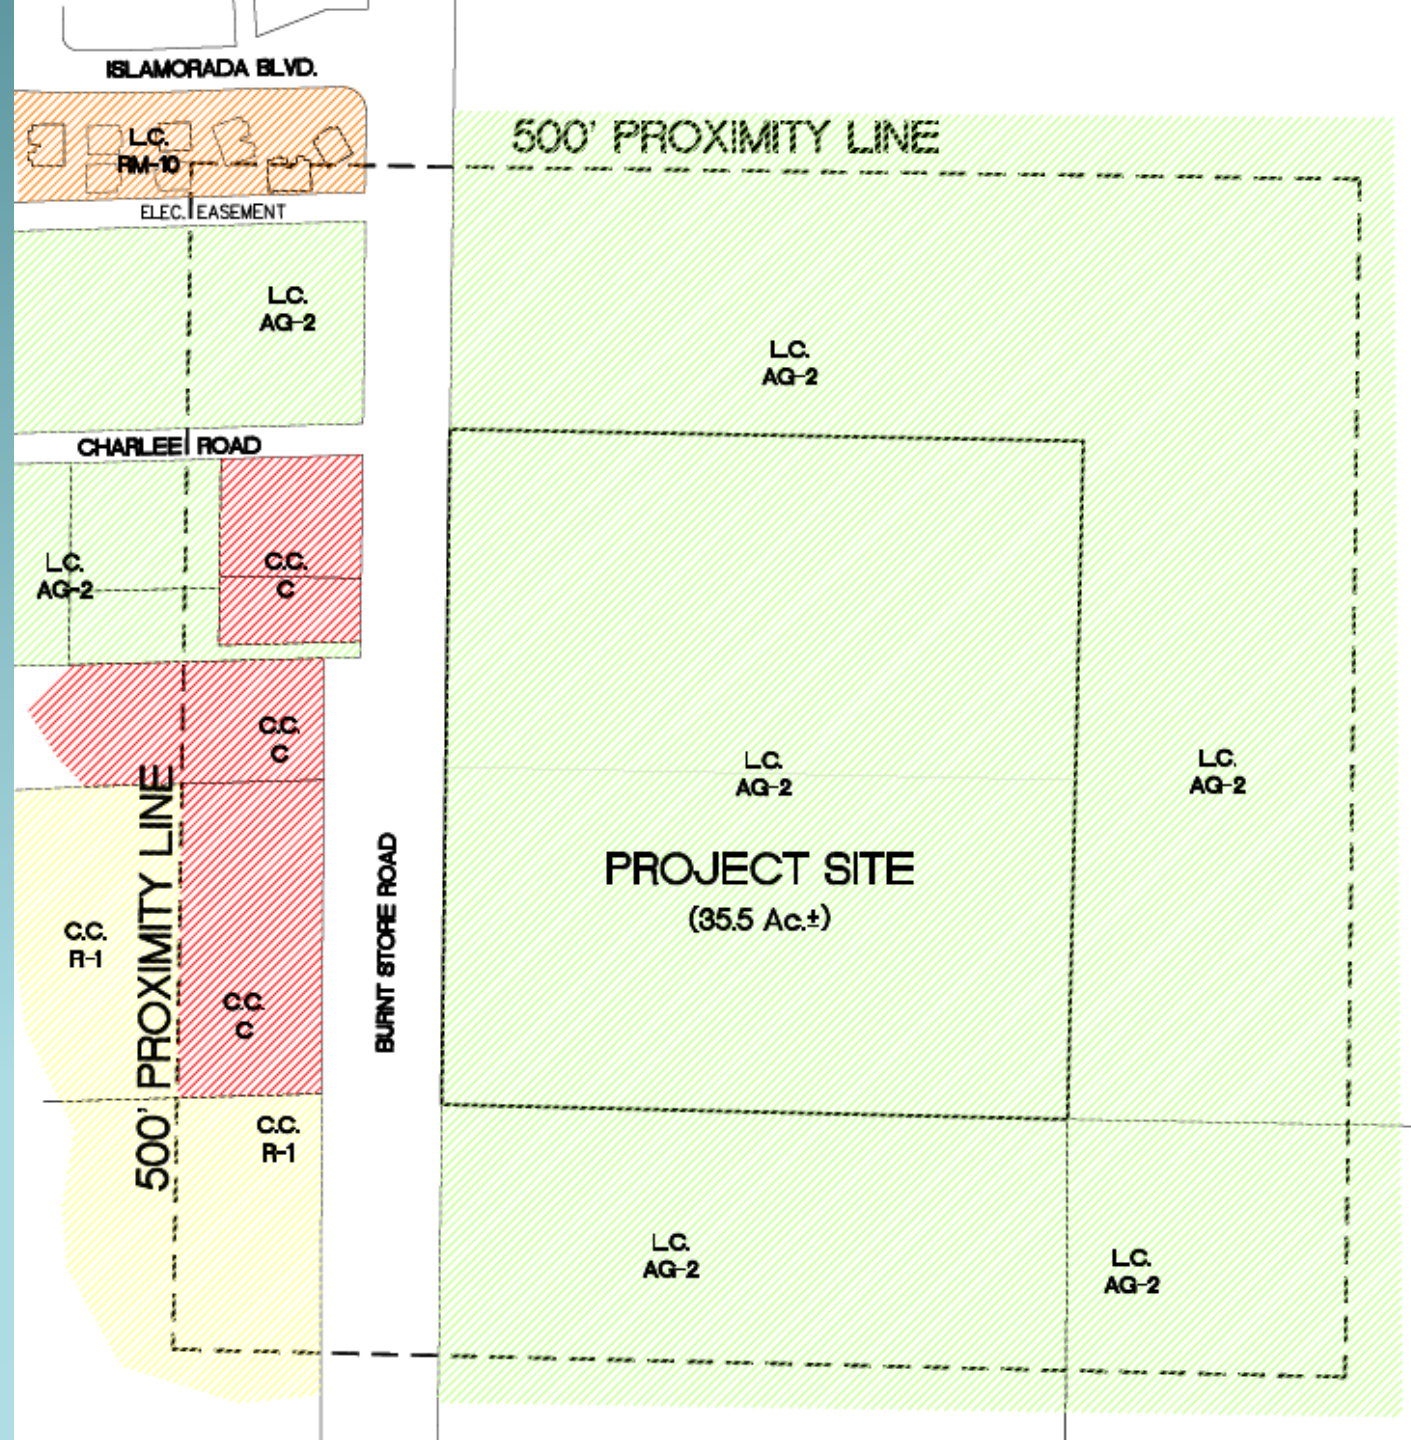 ISLAMORADA BLVD.
500' PROXIMITY LINE
L.C.
RM-10
ELEC. EASEMENT
L.C.
AG-2
L.C.
AG-2
CHARLEE ROAD
L.C.
AG-2
C.C.
C
C.C.
C
L.C.
AG-2
L.C.
AG-2
PROJECT SITE
(35.5 Ac.±)
500' PROXIMITY LINE
BURNT STORE ROAD
C.C.
R-1
C.C.
C
C.C.
R-1
L.C.
AG-2
L.C.
AG-2